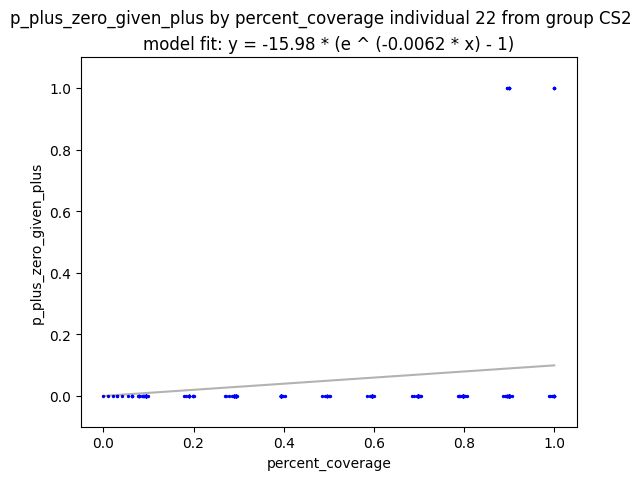 p_plus_zero_given_plus by percent_coverage individual 22 from group CS2
model fit: y = -15.98 * (e ^ (-0.0062 * x) - 1)
p_plus_zero_given_plus
1.0
0.8
0.6
0.4
0.2
0.0
0.0 0.2 0.4 0.6 0.8 1.0
percent_coverage